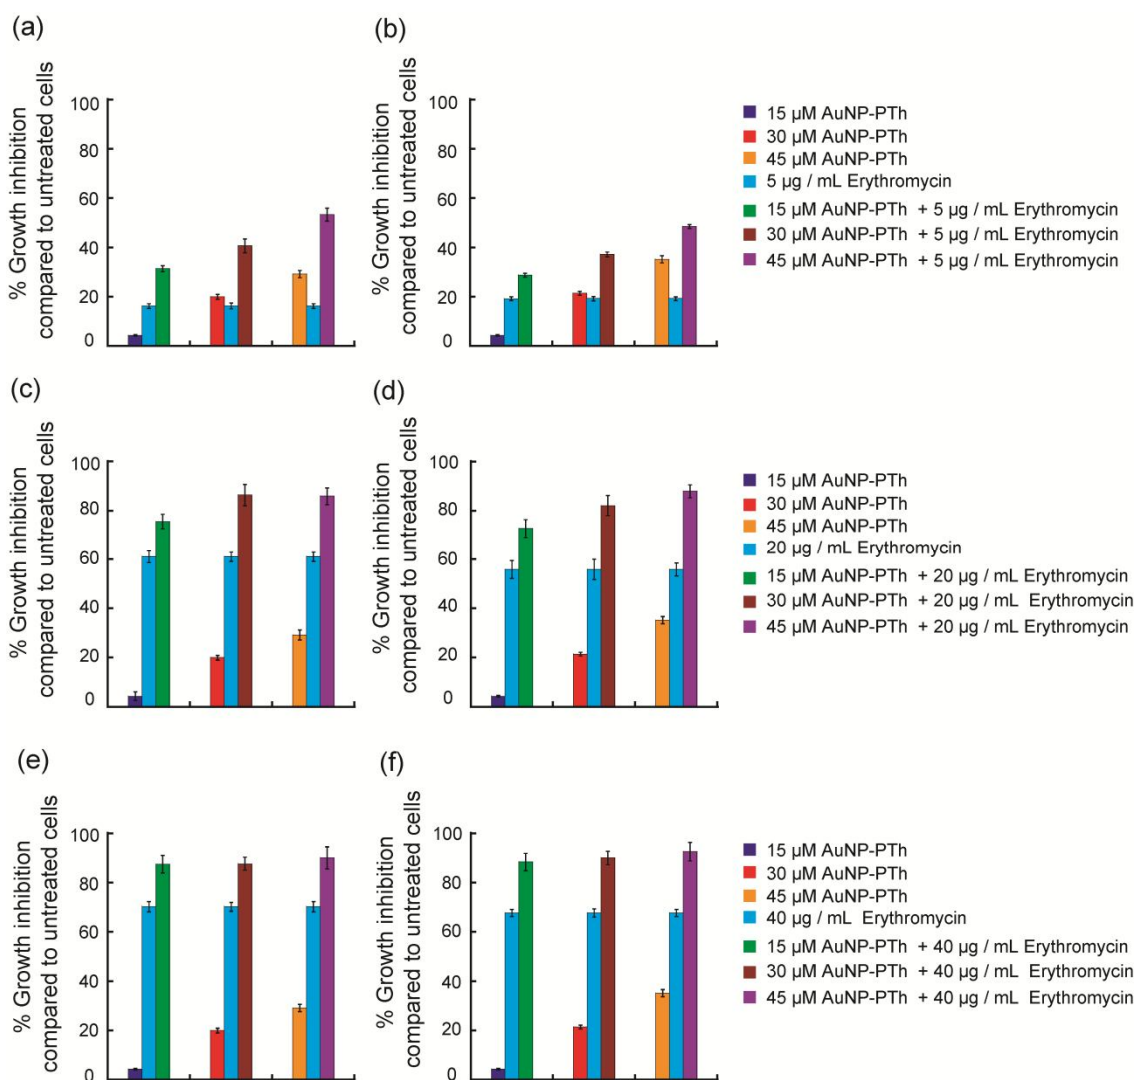 (a)
% Growth inhibition
compared to untreated cells
100
80
60
40
20
0
(b)
% Growth inhibition
compared to untreated cells
100
80
60
40
20
0
15 µM AuNP-PTh
30 µM AuNP-PTh
45 µM AuNP-PTh
5 µg / mL Erythromycin
15 µM AuNP-PTh + 5 µg / mL Erythromycin
30 µM AuNP-PTh + 5 µg / mL Erythromycin
45 µM AuNP-PTh + 5 µg / mL Erythromycin
(c)
% Growth inhibition
compared to untreated cells
100
80
60
40
20
0
(d)
% Growth inhibition
compared to untreated cells
100
80
60
40
20
0
15 µM AuNP-PTh
30 µM AuNP-PTh
45 µM AuNP-PTh
20 µg / mL Erythromycin
15 µM AuNP-PTh + 20 µg / mL Erythromycin
30 µM AuNP-PTh + 20 µg / mL Erythromycin
45 µM AuNP-PTh + 20 µg / mL Erythromycin
(e)
% Growth inhibition
compared to untreated cells
100
80
60
40
20
0
(f)
% Growth inhibition
compared to untreated cells
100
80
60
40
20
0
15 µM AuNP-PTh
30 µM AuNP-PTh
45 µM AuNP-PTh
40 µg / mL Erythromycin
15 µM AuNP-PTh + 40 µg / mL Erythromycin
30 µM AuNP-PTh + 40 µg / mL Erythromycin
45 µM AuNP-PTh + 40 µg / mL Erythromycin